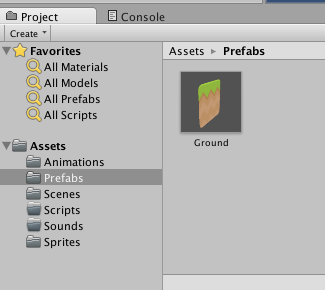 Project
Console
Create
Favorites
All Materials
All Models
All Prefabs
All Scripts
Assets
Animations
Prefabs
Scenes
Scripts
Sounds
Sprites
Assets Prefabs
Ground